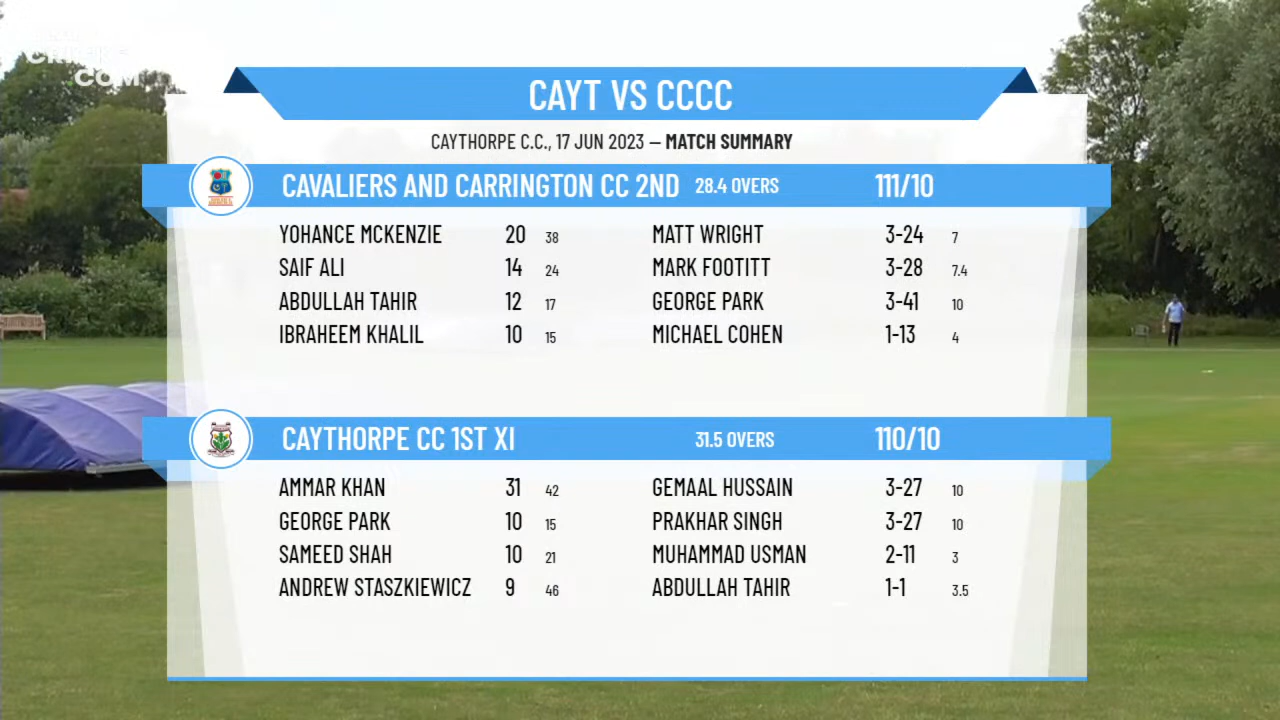 CRICKET
.COM
CAYT VS CCCC
CAYTHORPE C.C., 17 JUN 2023 – MATCH SUMMARY
CAVALIERS AND CARRINGTON CC 2ND 28.4 OVERS 111/10
YOHANCE MCKENZIE 20 38 MATT WRIGHT 3-24 7
SAIF ALI 14 24 MARK FOOTITT 3-28 7.4
ABDULLAH TAHIR 12 17 GEORGE PARK 3-41 10
IBRAHEEM KHALIL 10 15 MICHAEL COHEN 1-13 4
CAYTHORPE CC 1ST XI 31.5 OVERS 110/10
AMMAR KHAN 31 42 GEMAAL HUSSAIN 3-27 10
GEORGE PARK 10 15 PRAKHAR SINGH 3-27 10
SAMEED SHAH 10 21 MUHAMMAD USMAN 2-11 3
ANDREW STASZKIEWICZ 9 46 ABDULLAH TAHIR 1-1 3.5